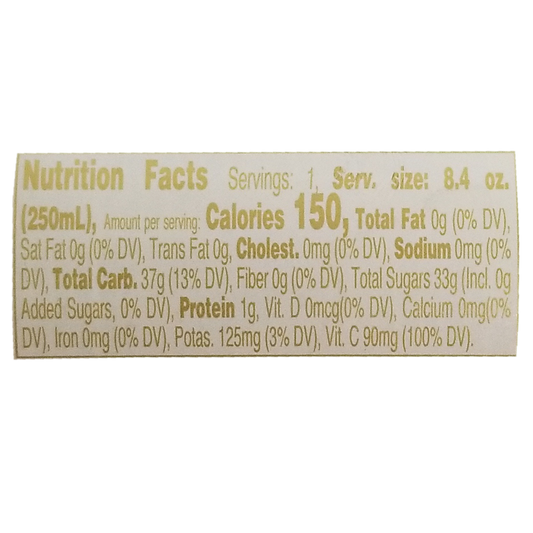 Nutrition Facts Servings: 1, Serv. size: 8.4 oz.
(250mL), Amount per serving: Calories 150, Total Fat 0g (0% DV),
Sat Fat 0g (0% DV), Trans Fat 0g, Cholest. 0mg (0% DV), Sodium 0mg (0%
DV), Total Carb. 37g (13% DV), Fiber 0g (0% DV), Total Sugars 33g (Incl. 0g
Added Sugars, 0% DV), Protein 1g, Vit. D 0mcg(0% DV), Calcium 0mg(0%
DV), Iron 0mg (0% DV), Potas. 125mg (3% DV), Vit. C 90mg (100% DV).